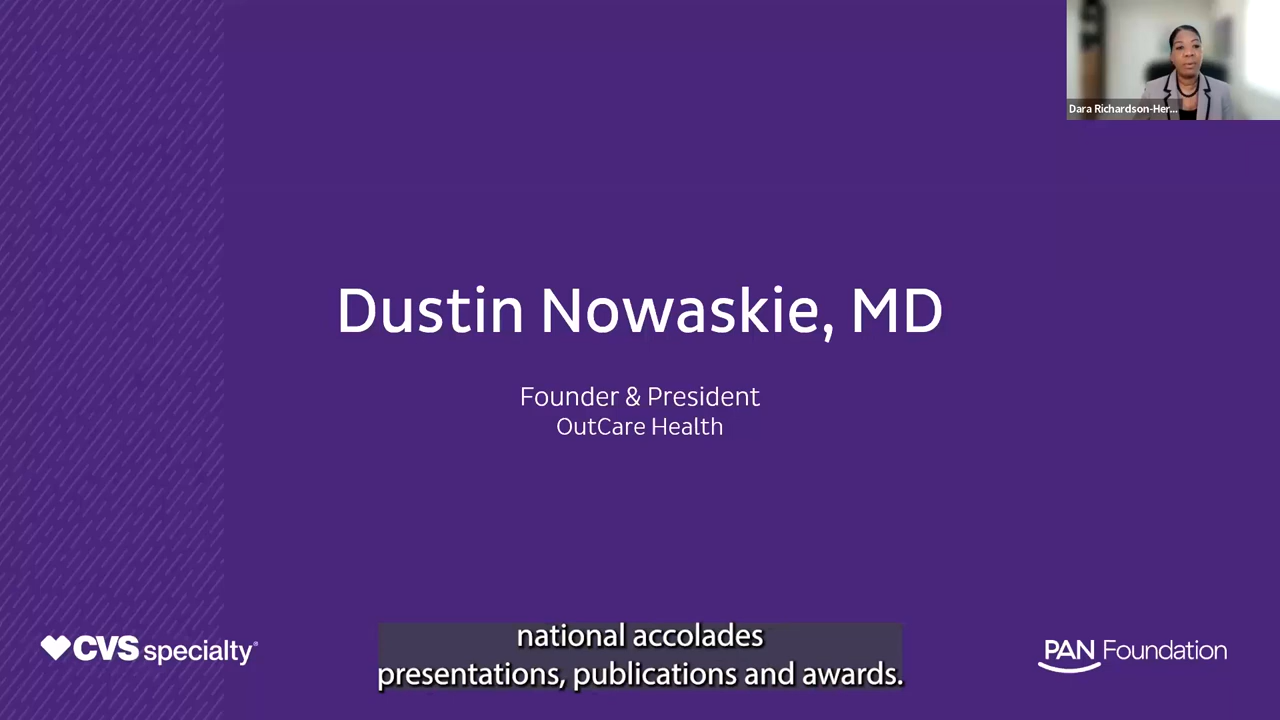 Dara Richardson-Her...
Dustin Nowaskie, MD
Founder & President
OutCare Health
national accolades
presentations, publications and awards.
CVS specialty®
PAN Foundation